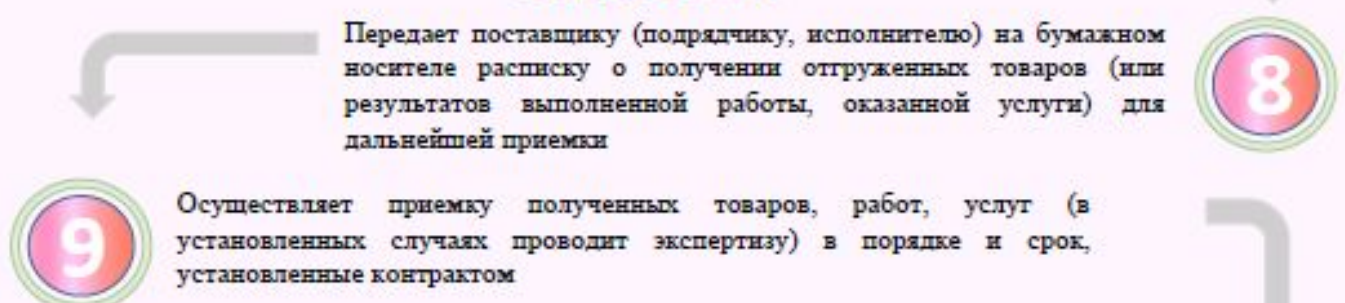 Передает поставщику (подрядчику, исполнителю) на бумажном
носителе расписку о получении отгруженных товаров (или
результатов выполненной работы, оказанной услуги) для
дальнейшей приемки
8
9
Осуществляет приемку полученных товаров, работ, услуг (в
установленных случаях проводит экспертизу) в порядке и срок,
установленные контрактом